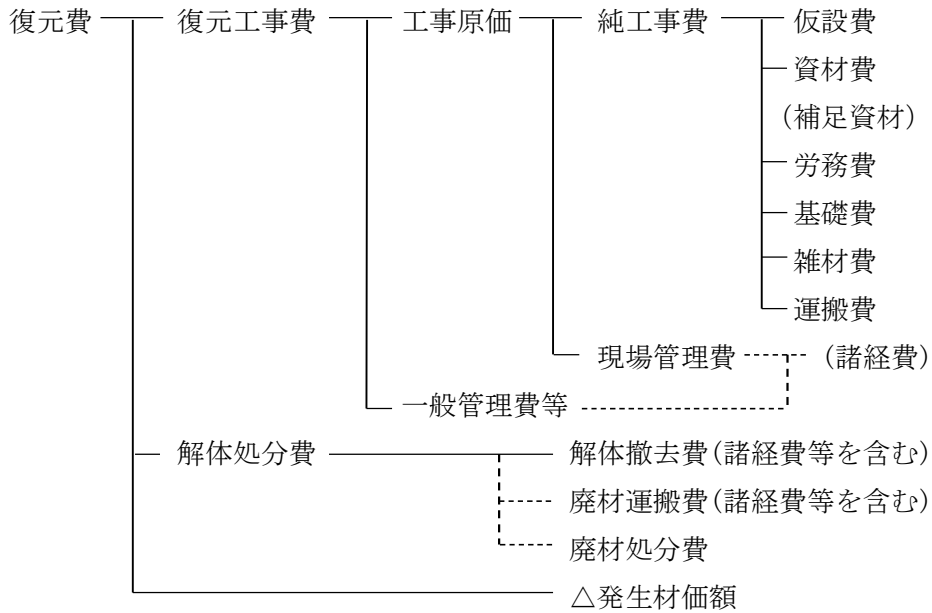 復元費 復元工事費 工事原価 純工事費 仮設費
資材費
(補足資材)
労務費
基礎費
雑材費
運搬費
現場管理費 (諸経費)
一般管理費等
解体処分費 解体撤去費(諸経費等を含む)
廃材運搬費(諸経費等を含む)
廃材処分費
△発生材価額